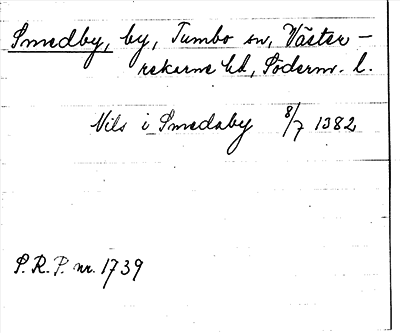 Smedby, by, Tumbo sn, Väster-
rekarne hd, Söderm. l.
Nils i Smedaby 8/7 1382
S.R.P. nr. 1739